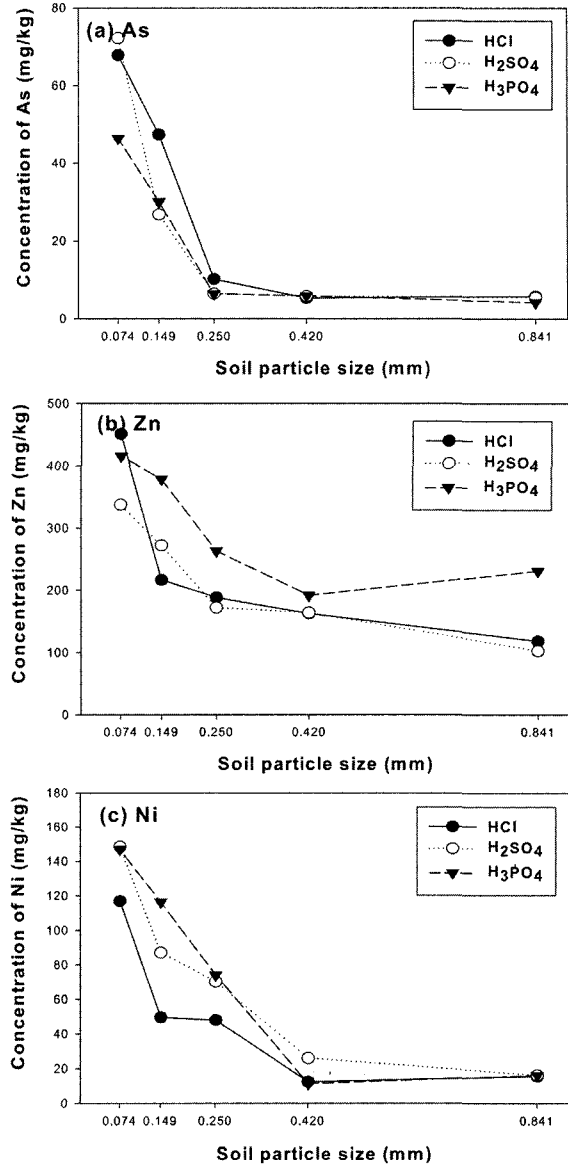 (a) As
Concentration of As (mg/kg)
80
60
40
20
0
HCl
H2SO4
H3PO4
0.074 0.149 0.250 0.420 0.841
Soil particle size (mm)
(b) Zn
Concentration of Zn (mg/kg)
500
400
300
200
100
0
HCl
H2SO4
H3PO4
0.074 0.149 0.250 0.420 0.841
Soil particle size (mm)
(c) Ni
Concentration of Ni (mg/kg)
180
160
140
120
100
80
60
40
20
0
HCl
H2SO4
H3PO4
0.074 0.149 0.250 0.420 0.841
Soil particle size (mm)